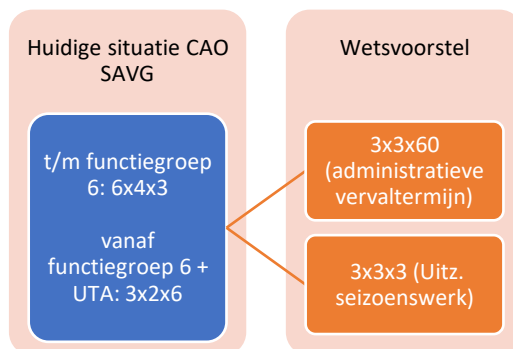 Huidige situatie CAO
SAVG
t/m functiegroep
6: 6x4x3
vanaf
functiegroep 6 +
UTA: 3x2x6
Wetsvoorstel
3x3x60
(administratieve
vervaltermijn)
3x3x3 (Uitz.
seizoenswerk)